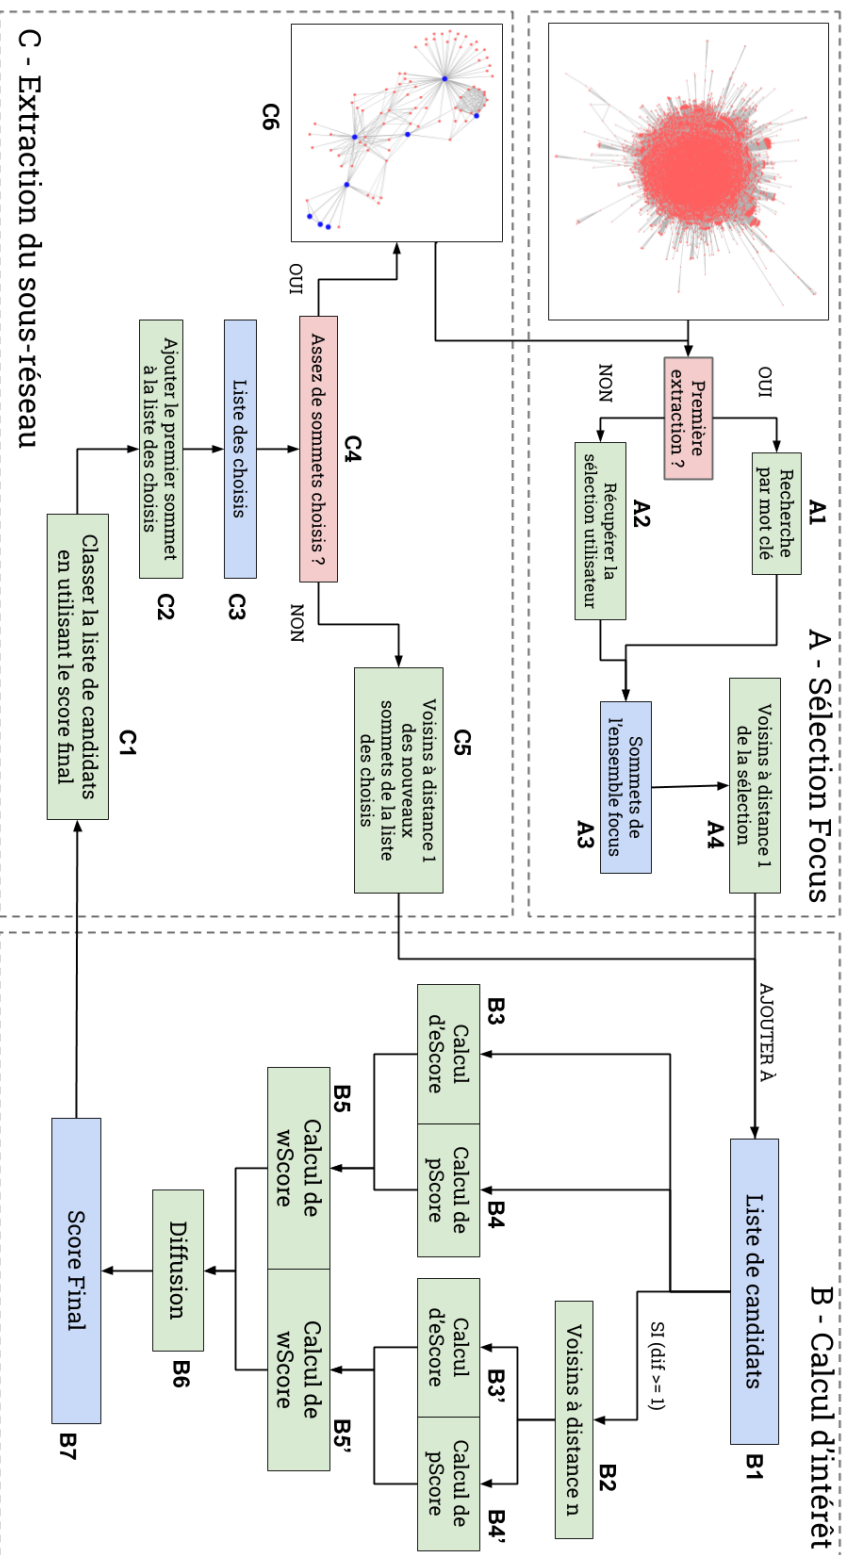 A - Sélection Focus
Première
extraction ?
OUI
NON
A1
Recherche
par mot clé
A2
Récupérer la
sélection utilisateur
Sommets de
l'ensemble focus
A3
Voisins à distance 1
de la sélection
A4
B - Calcul d'intérêt
AJOUTER À
Liste de candidats
B1
SI (dif >= 1)
Voisins à distance n
B2
B3
Calcul
d'eScore
Calcul de
pScore
B4
Calcul
d'eScore
B3'
Calcul de
pScore
B4'
B5
Calcul de
wScore
Calcul de
wScore
B5'
Diffusion
B6
Score Final
B7
C - Extraction du sous-réseau
C6
OUI
Assez de sommets choisis ?
C4
NON
C5
Voisins à distance 1
des nouveaux
sommets de la liste
des choisis
Liste des choisis
C3
Ajouter le premier sommet
à la liste des choisis
C2
Classer la liste de candidats
en utilisant le score final
C1